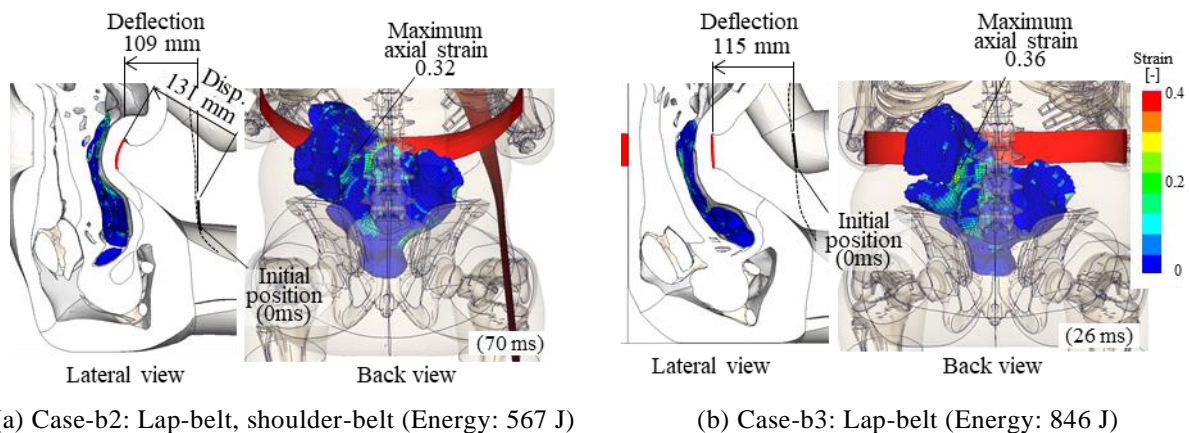 Deflection
109 mm
Disp.
131 mm
Maximum
axial strain
0.32
Initial
position
(0ms)
(70 ms)
Lateral view
Back view
(a) Case-b2: Lap-belt, shoulder-belt (Energy: 567 J)
Deflection
115 mm
Maximum
axial strain
0.36
Strain
[-]
0.4
0.2
0
Initial
position
(0ms)
(26 ms)
Lateral view
Back view
(b) Case-b3: Lap-belt (Energy: 846 J)